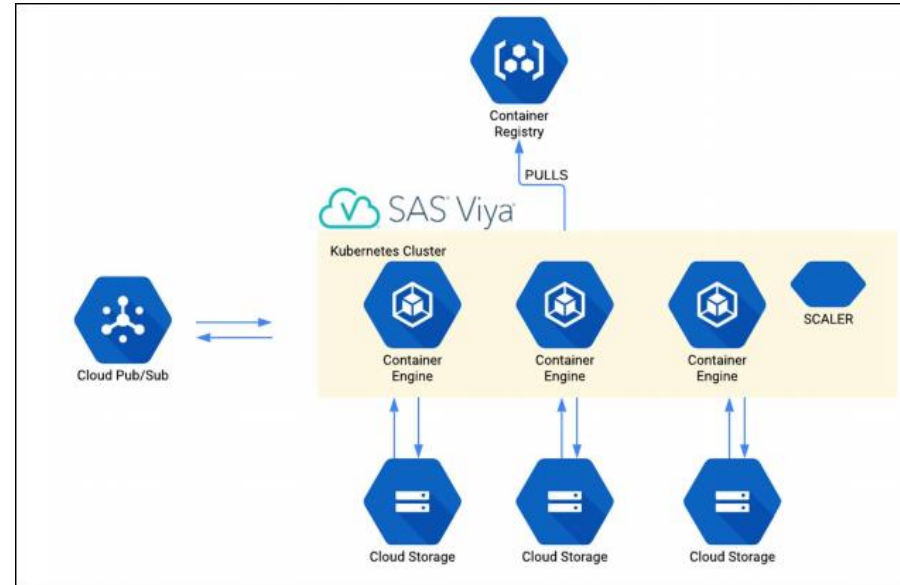 Container
Registry
PULLS
SAS Viya
Kubernetes Cluster
SCALER
Container
Engine
Container
Engine
Container
Engine
Cloud Pub/Sub
Cloud Storage
Cloud Storage
Cloud Storage